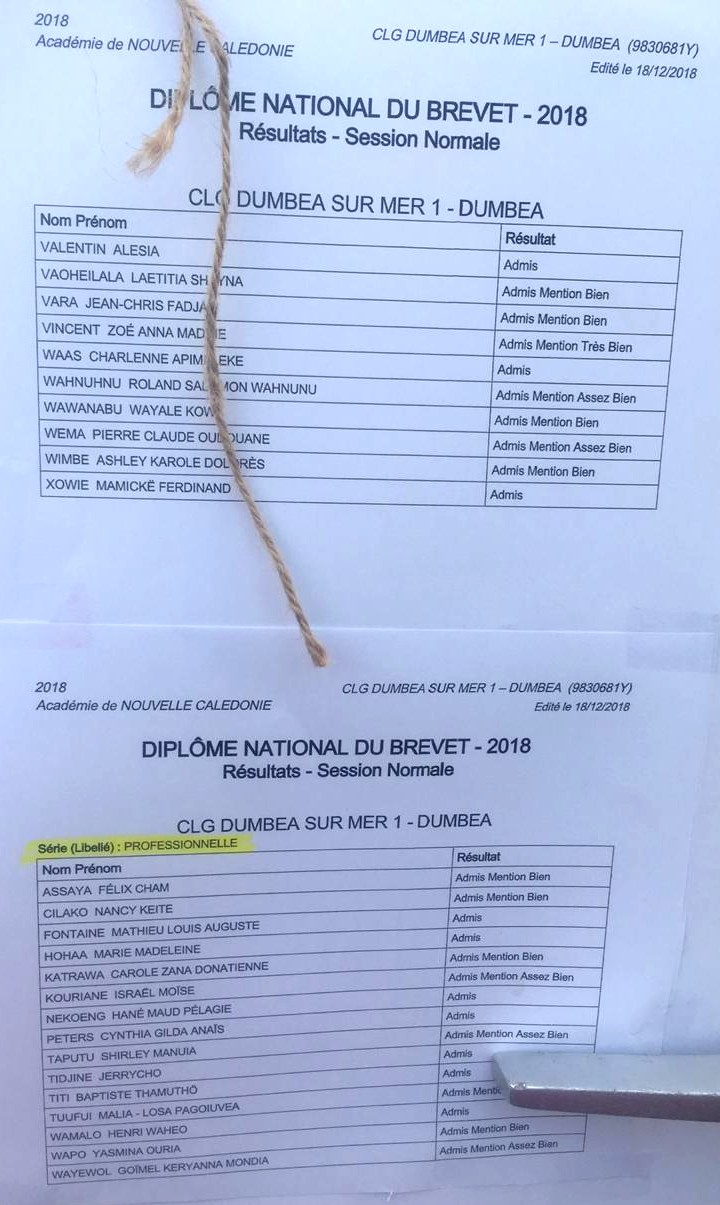 2018
Académie de NOUVELLE CALEDONIE
CLG DUMBEA SUR MER 1 – DUMBEA (9830681Y)
Edité le 18/12/2018
DIPLÔME NATIONAL DU BREVET - 2018
Résultats - Session Normale
CLG DUMBEA SUR MER 1 - DUMBEA
Nom Prénom Résultat
VALENTIN ALESIA Admis
VAOHEILALA LAETITIA Admis Mention Bien
VARA JEAN-CHRIS Admis Mention Bien
VINCENT ZOÉ ANNA Admis Mention Très Bien
WAAS CHARLENNE Admis
WAHNUHNU ROLAND SALOMON WAHNUNU Admis Mention Assez Bien
WAWANABU WAYALE Admis Mention Bien
WEMA PIERRE CLAUDE Admis Mention Assez Bien
WIMBE ASHLEY KAROLE DOLORÈS Admis Mention Bien
XOWIE MAMICKË FERDINAND Admis
2018
Académie de NOUVELLE CALEDONIE
CLG DUMBEA SUR MER 1 – DUMBEA (9830681Y)
Edité le 18/12/2018
DIPLÔME NATIONAL DU BREVET - 2018
Résultats - Session Normale
CLG DUMBEA SUR MER 1 - DUMBEA
Série (Libellé) : PROFESSIONNELLE
Nom Prénom Résultat
ASSAYA FÉLIX CHAM Admis Mention Bien
CILAKO NANCY KEITE Admis Mention Bien
FONTAINE MATHIEU LOUIS AUGUSTE Admis
HOHAA MARIE MADELEINE Admis
KATRAWA CAROLE ZANA DONATIENNE Admis Mention Bien
KOURIANE ISRAËL MOÏSE Admis Mention Assez Bien
NEKOENG HANÉ MAUD PÉLAGIE Admis
PETERS CYNTHIA GILDA ANAÏS Admis
TAPUTU SHIRLEY MANUIA Admis Mention Assez Bien
TIDJINE JERRYCHO Admis
TITI BAPTISTE THAMUTHÖ Admis
TUUFUI MALIA - LOSA PAGOIUVEA Admis Mention
WAMALO HENRI WAHEO Admis
WAPO YASMINA OURIA Admis Mention Bien
WAYEWOL GOÏMEL KERYANNA MONDIA Admis Mention Assez Bien